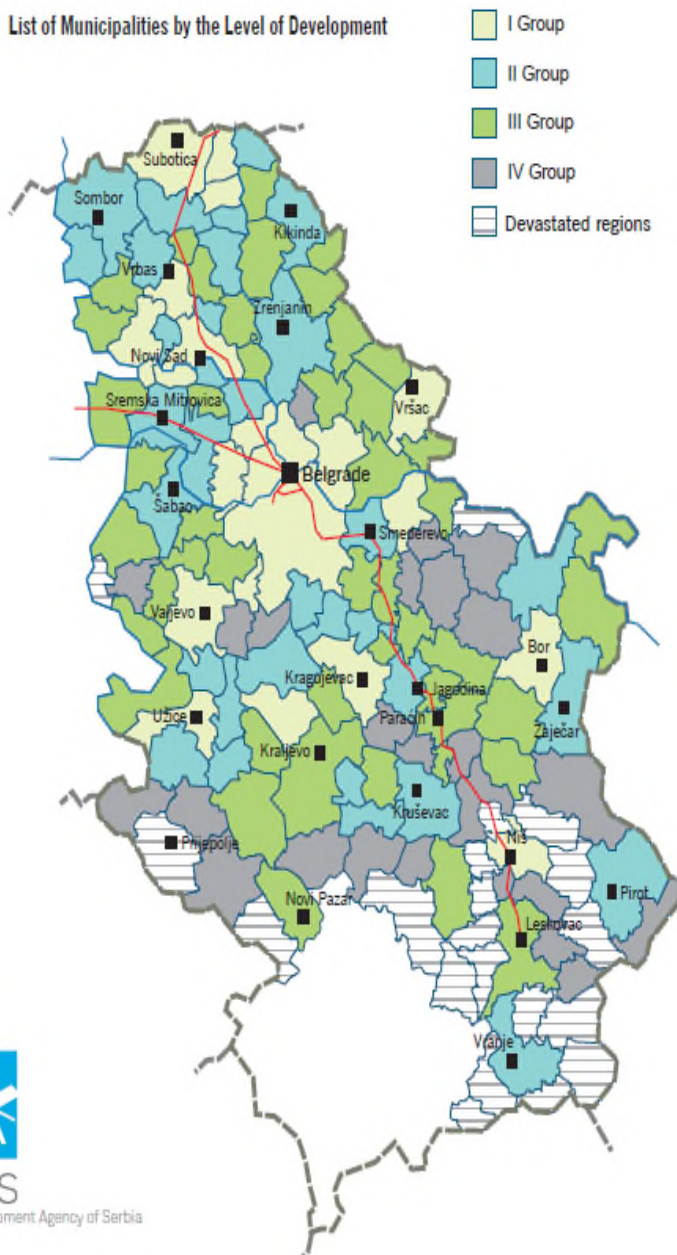 List of Municipalities by the Level of Development
I Group
II Group
III Group
IV Group
Devastated regions
Subotica
Sombor
Kikinda
Vrbas
Zrenjanin
Novi Sad
Sremska Mitrovica
Vršac
Belgrade
Šabac
Smederevo
Valjevo
Bor
Kragojevac
Jagodina
Užice
Paraćin
Zaječar
Kraljevo
Kruševac
Prijepolje
Niš
Pirot
Novi Pazar
Leskovac
Vranje
S
oment Agency of Serbia